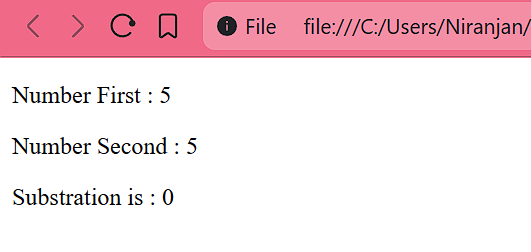 File file:///C:/Users/Niranjan/
Number First : 5
Number Second : 5
Substration is : 0